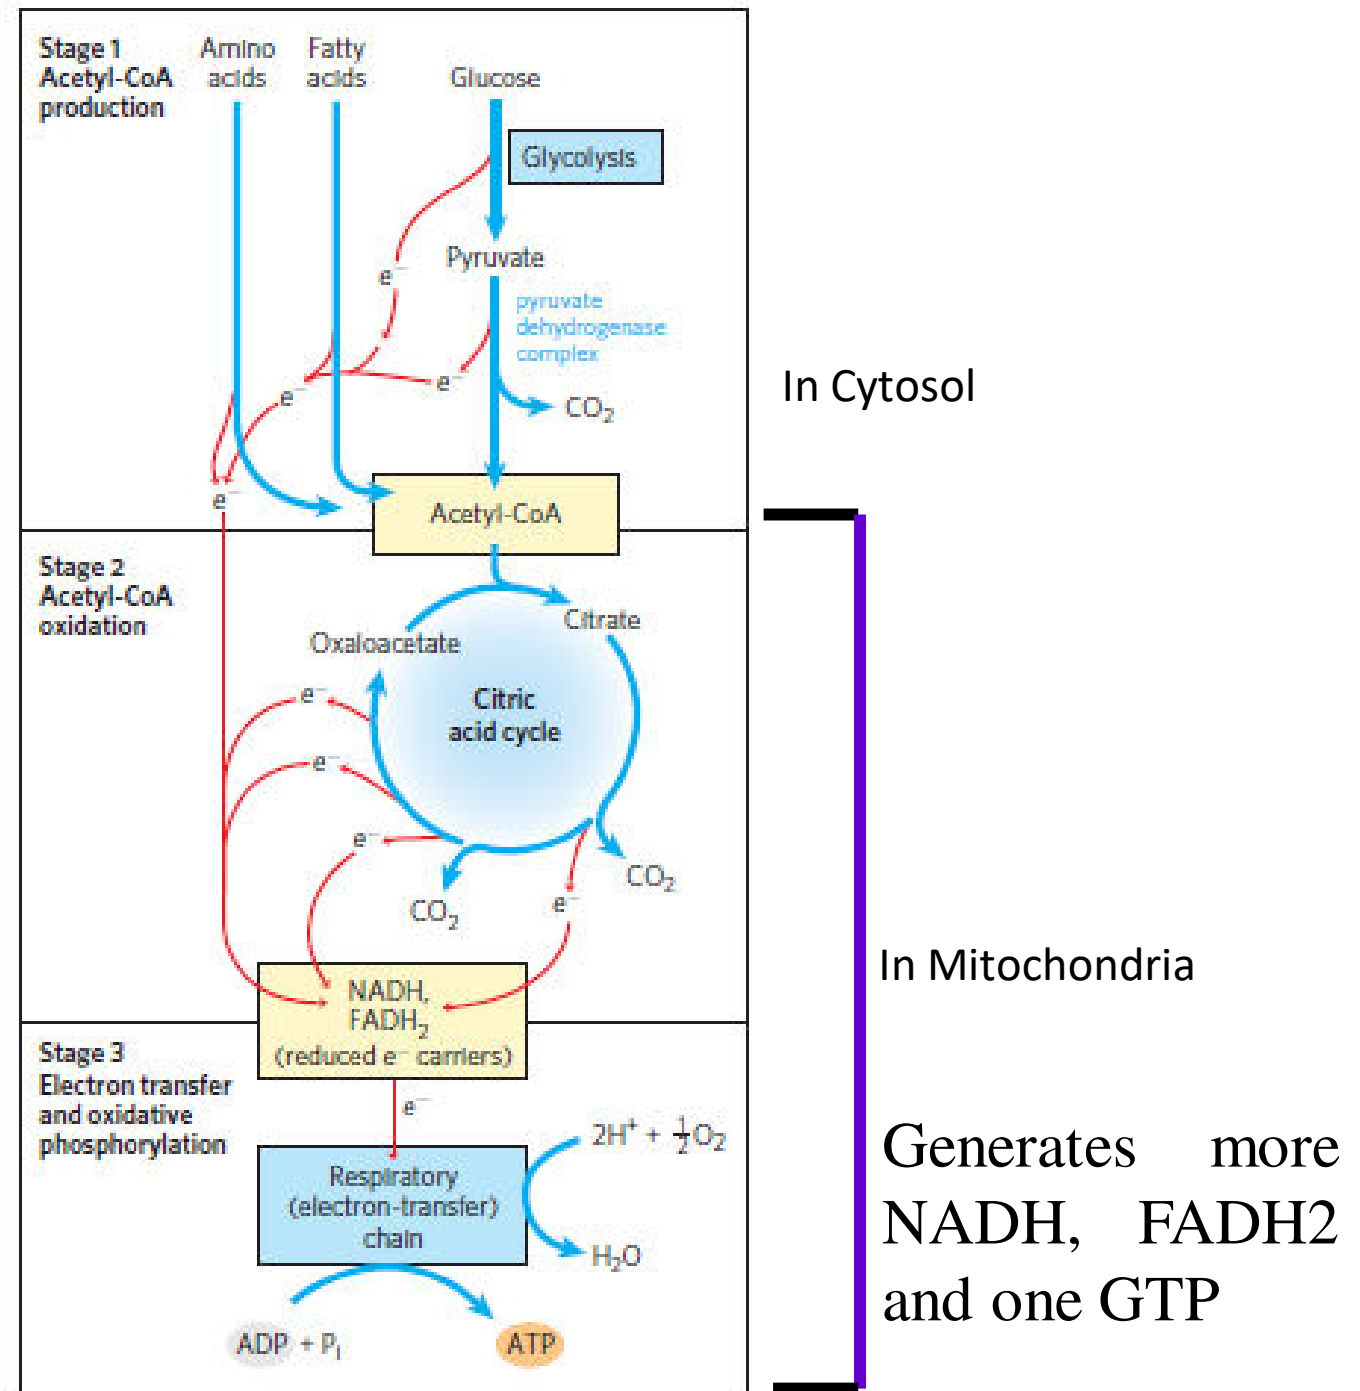 Stage 1
Acetyl-CoA
production
Amino
acids
Fatty
acids
Glucose
Glycolysis
e⁻
Pyruvate
pyruvate
dehydrogenase
complex
e⁻
e⁻
CO₂
e⁻
Acetyl-CoA
In Cytosol
Stage 2
Acetyl-CoA
oxidation
Oxaloacetate
Citrate
Citric
acid cycle
e⁻
e⁻
e⁻
CO₂
CO₂
e⁻
In Mitochondria
NADH,
FADH₂
(reduced e⁻ carriers)
Stage 3
Electron transfer
and oxidative
phosphorylation
e⁻
2H⁺ + ½O₂
Respiratory
(electron-transfer)
chain
H₂O
ADP + Pᵢ
ATP
Generates more
NADH, FADH2
and one GTP